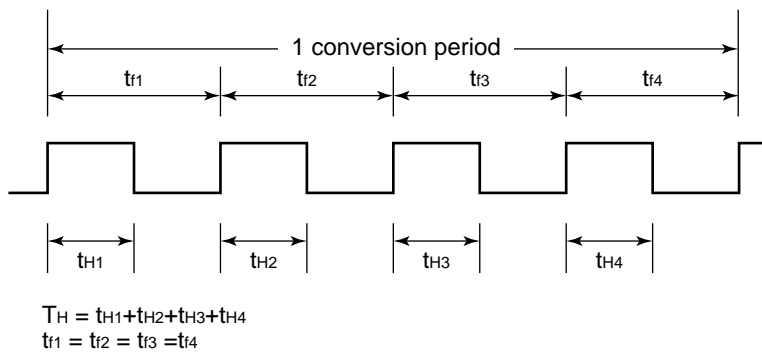 1 conversion period
tf1 tf2 tf3 tf4
tH1 tH2 tH3 tH4
TH = tH1+tH2+tH3+tH4
tf1 = tf2 = tf3 =tf4